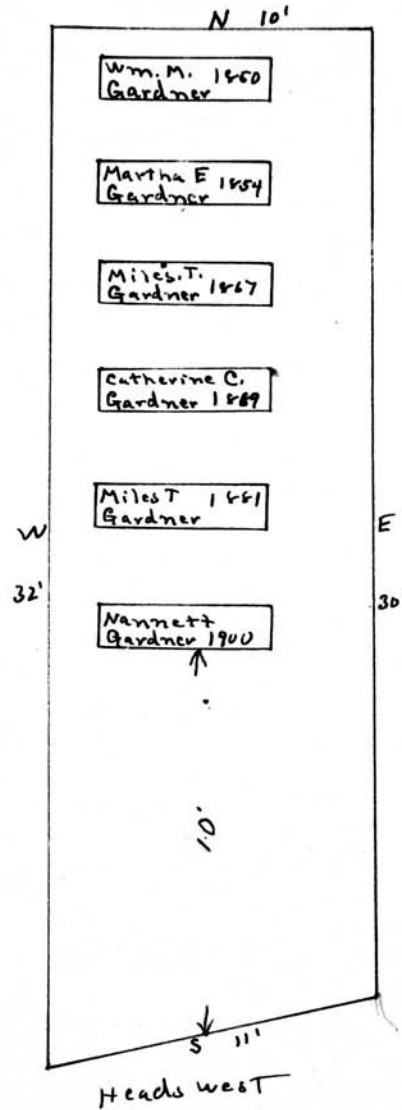 N 10'
Wm. M. 1860
Gardner
Martha E 1854
Gardner
Miles. T.
Gardner 1867
Catherine C.
Gardner 1869
Miles T 1881
Gardner
W
E
32'
30
Nannett
Gardner 1900
10'
S 11'
Heads west